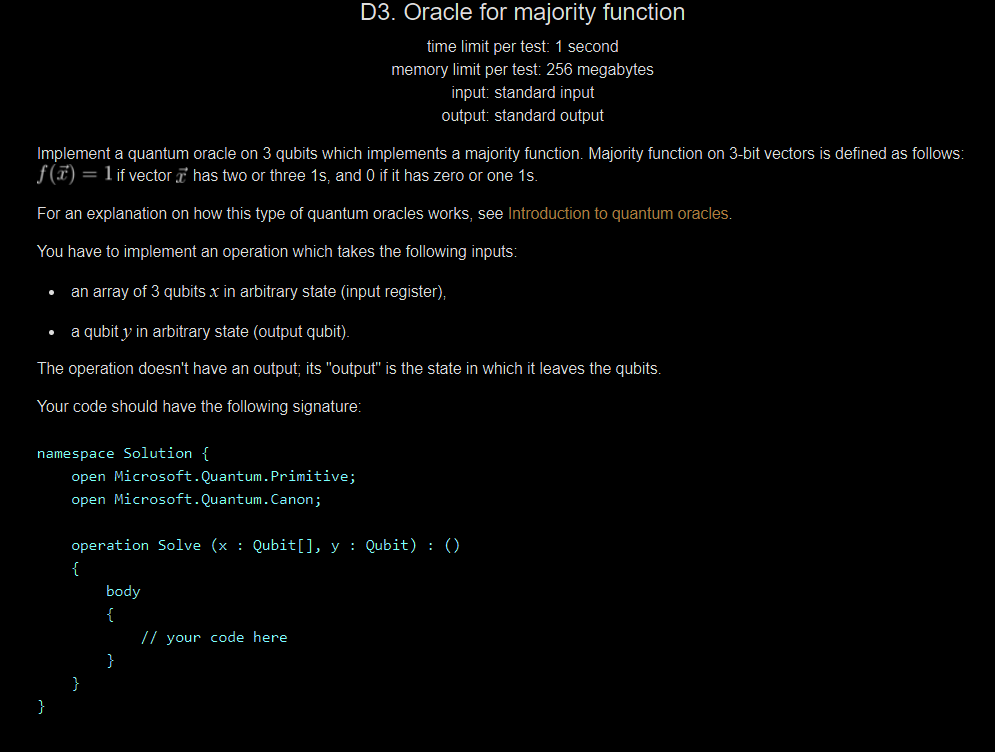 D3. Oracle for majority function
time limit per test: 1 second
memory limit per test: 256 megabytes
input: standard input
output: standard output
Implement a quantum oracle on 3 qubits which implements a majority function. Majority function on 3-bit vectors is defined as follows:
f(x⃗) = 1 if vector x⃗ has two or three 1s, and 0 if it has zero or one 1s.
For an explanation on how this type of quantum oracles works, see Introduction to quantum oracles.
You have to implement an operation which takes the following inputs:
• an array of 3 qubits x in arbitrary state (input register),
• a qubit y in arbitrary state (output qubit).
The operation doesn't have an output; its "output" is the state in which it leaves the qubits.
Your code should have the following signature:
namespace Solution {
    open Microsoft.Quantum.Primitive;
    open Microsoft.Quantum.Canon;
    operation Solve (x : Qubit[], y : Qubit) : ()
    {
        body
        {
            // your code here
        }
    }
}